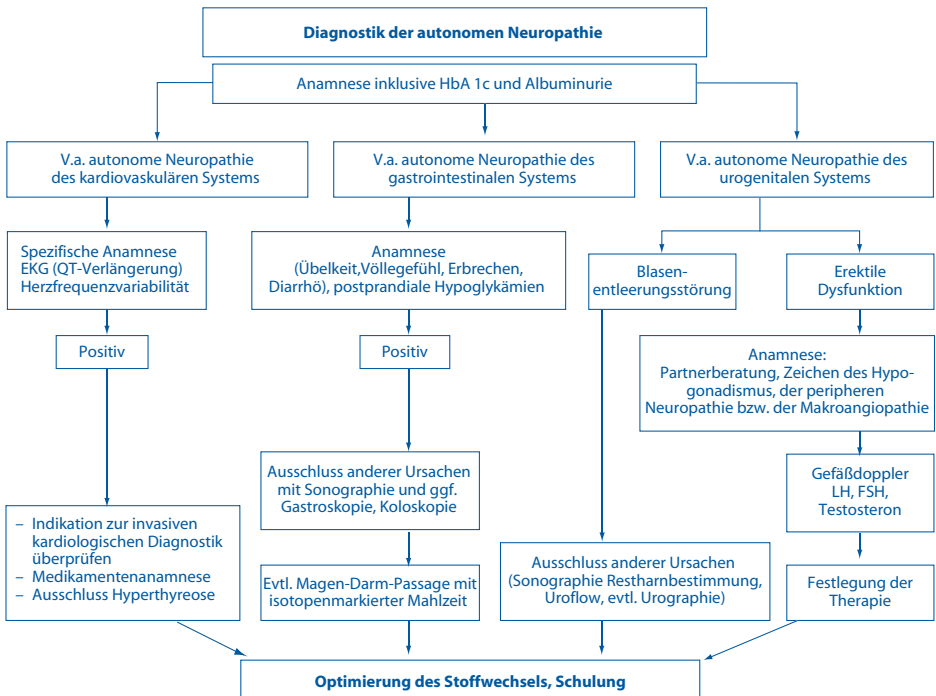 Diagnostik der autonomen Neuropathie
Anamnese inklusive HbA 1c und Albuminurie
V.a. autonome Neuropathie
des kardiovaskulären Systems
V.a. autonome Neuropathie des
gastrointestinalen Systems
V.a. autonome Neuropathie des
urogenitalen Systems
Spezifische Anamnese
EKG (QT-Verlängerung)
Herzfrequenzvariabilität
Anamnese
(Übelkeit,Völlegefühl, Erbrechen,
Diarrhö), postprandiale Hypoglykämien
Blasen-
entleerungsstörung
Erektile
Dysfunktion
Positiv
Positiv
Anamnese:
Partnerberatung, Zeichen des Hypo-
gonadismus, der peripheren
Neuropathie bzw. der Makroangiopathie
Ausschluss anderer Ursachen
mit Sonographie und ggf.
Gastroskopie, Koloskopie
Gefäßdoppler
LH, FSH,
Testosteron
– Indikation zur invasiven
kardiologischen Diagnostik
überprüfen
– Medikamentenanamnese
– Ausschluss Hyperthyreose
Evtl. Magen-Darm-Passage mit
isotopenmarkierter Mahlzeit
Ausschluss anderer Ursachen
(Sonographie Restharnbestimmung,
Uroflow, evtl. Urographie)
Festlegung der
Therapie
Optimierung des Stoffwechsels, Schulung